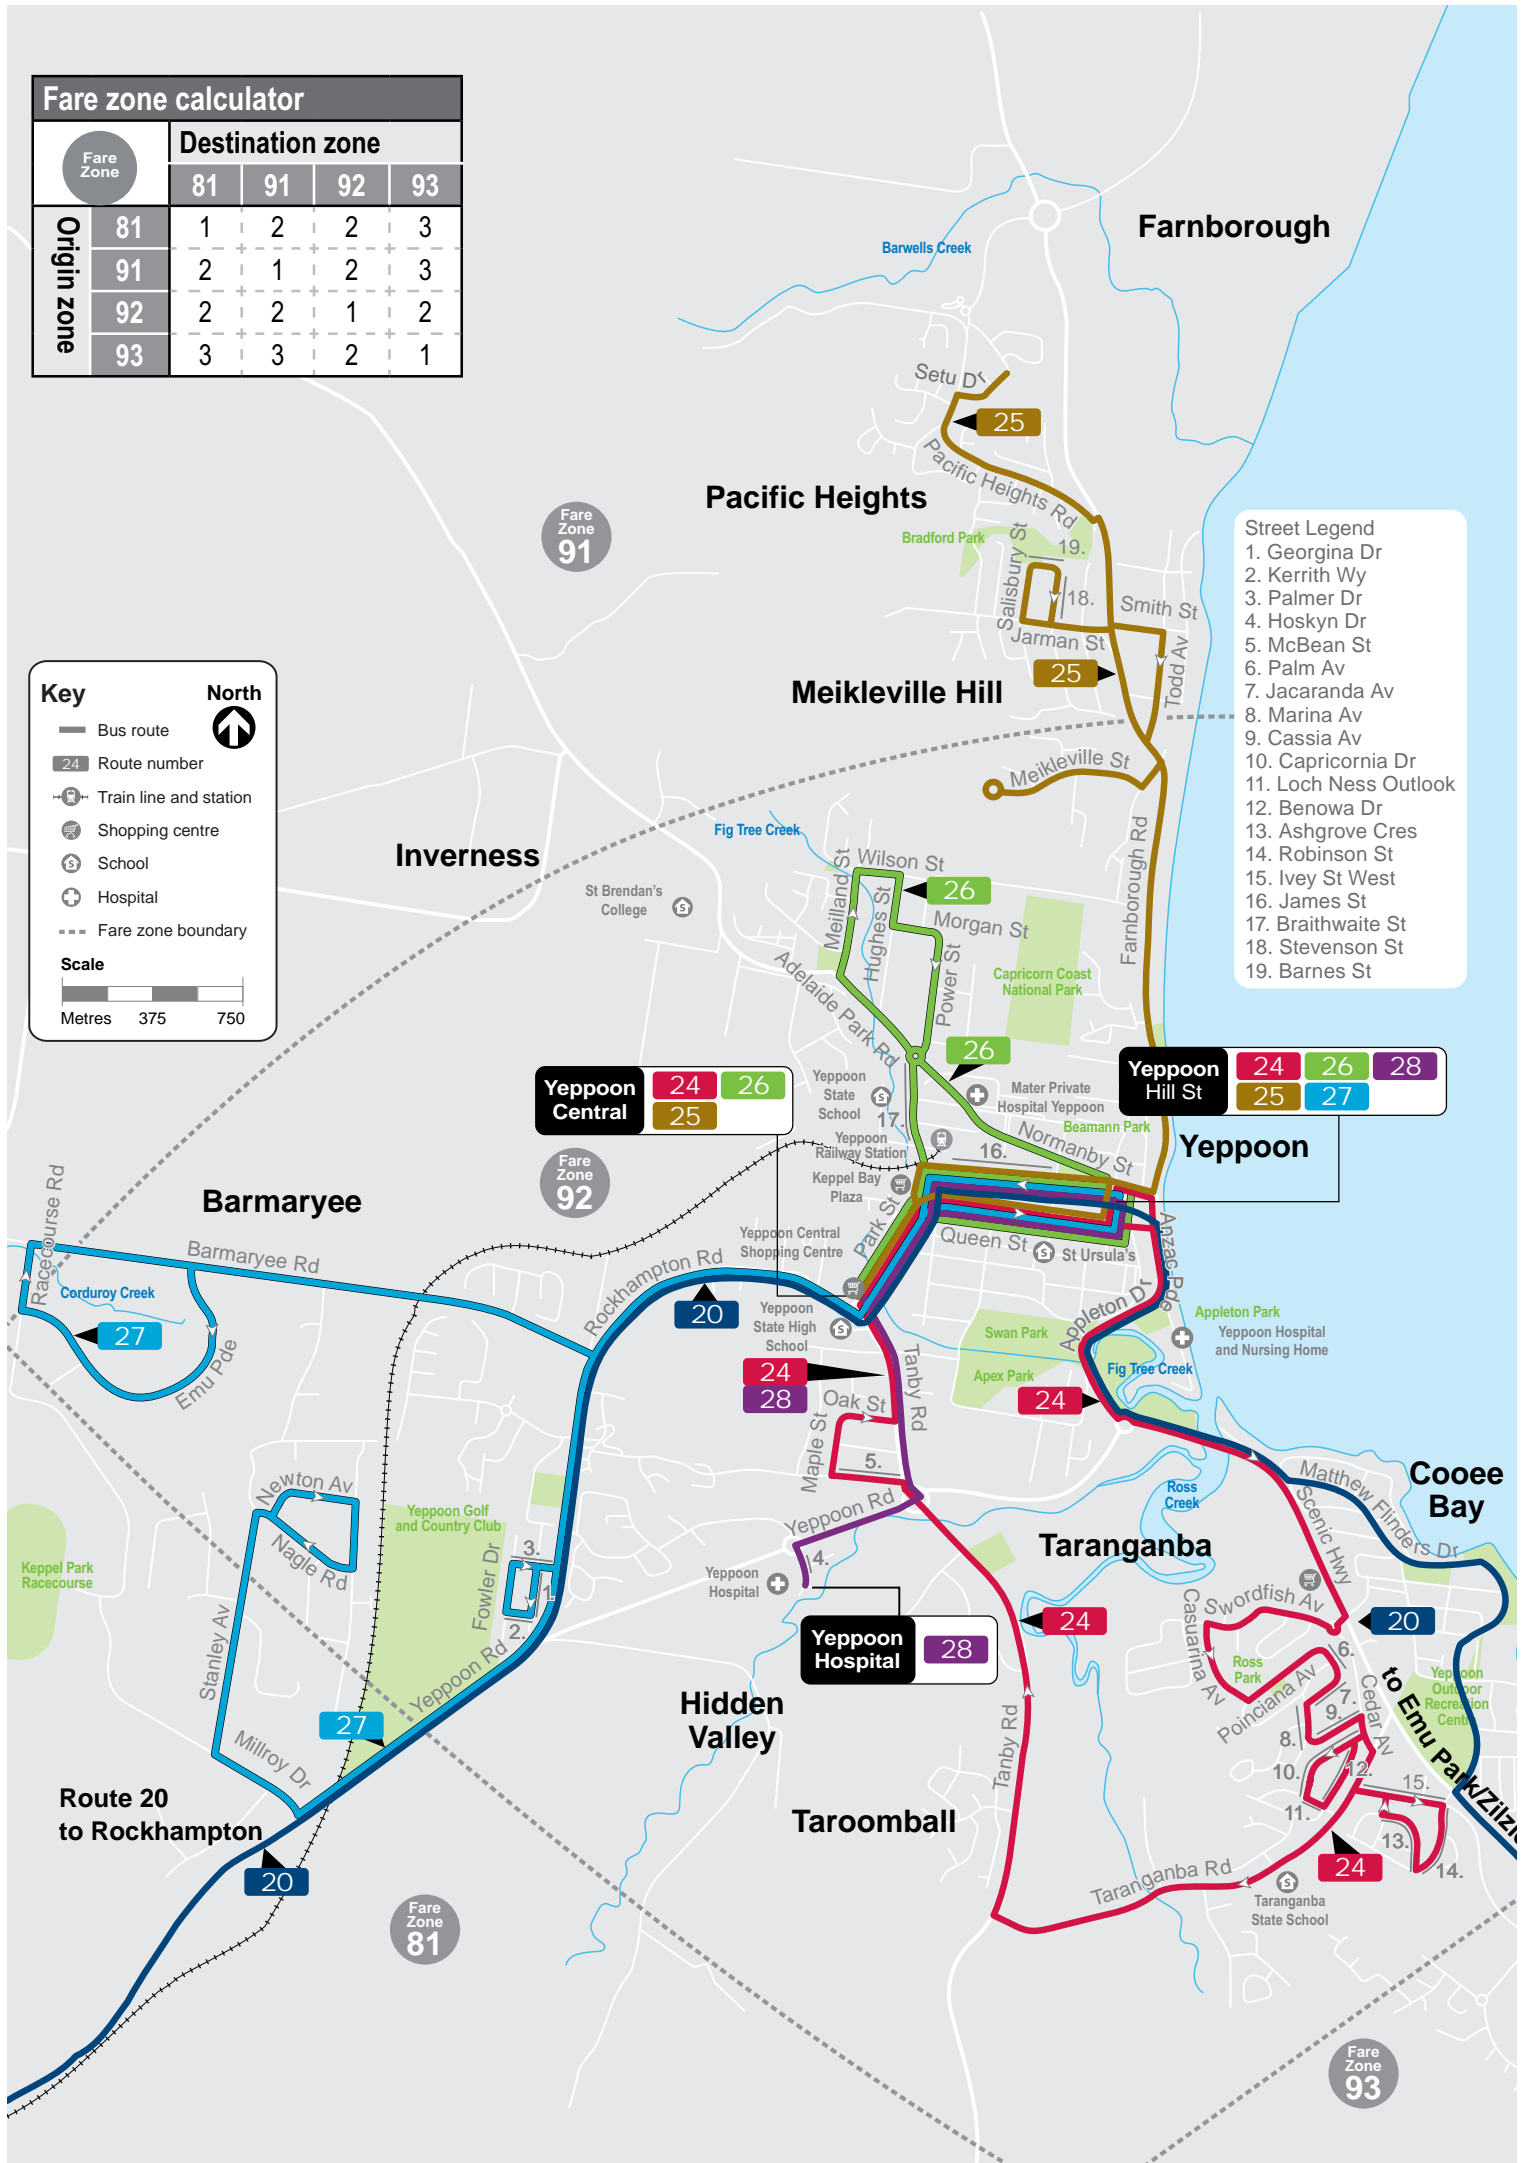 Fare zone calculator
Fare
Zone
Destination zone
81 91 92 93
Origin zone
81 1 2 2 3
91 2 1 2 3
92 2 2 1 2
93 3 3 2 1
Farnborough
Barwells Creek
Setu Dr
25
Pacific Heights Rd
Pacific Heights
Fare
Zone
91
Bradford Park
19.
Salisbury St
18.
Smith St
Jarman St
Todd Av
25
Meikleville Hill
Meikleville St
Street Legend
1. Georgina Dr
2. Kerrith Wy
3. Palmer Dr
4. Hoskyn Dr
5. McBean St
6. Palm Av
7. Jacaranda Av
8. Marina Av
9. Cassia Av
10. Capricornia Dr
11. Loch Ness Outlook
12. Benowa Dr
13. Ashgrove Cres
14. Robinson St
15. Ivey St West
16. James St
17. Braithwaite St
18. Stevenson St
19. Barnes St
Key
North
Bus route
24 Route number
Train line and station
Shopping centre
School
Hospital
Fare zone boundary
Scale
Metres 375 750
Fig Tree Creek
Inverness
St Brendan's
College
Wilson St
26
Meilland St
Hughes St
Morgan St
Power St
Farnborough Rd
Capricorn Coast
National Park
Adelaide Park Rd
26
Yeppoon
Central
24 26
25
Yeppoon
State
School
17.
Mater Private
Hospital Yeppoon
Beamann Park
Yeppoon
Hill St
24 26 28
25 27
Yeppoon
Railway Station
16.
Normanby St
Yeppoon
Keppel Bay
Plaza
Fare
Zone
92
Barmaryee
Racecourse Rd
Barmaryee Rd
Corduroy Creek
27
Emu Pde
Yeppoon Central
Shopping Centre
Park St
Queen St
St Ursula's
Anzac Pde
Rockhampton Rd
20
Yeppoon
State High
School
Swan Park
Apex Park
Appleton Dr
Appleton Park
Yeppoon Hospital
and Nursing Home
Fig Tree Creek
24
28
Tanby Rd
24
Oak St
Maple St
5.
Yeppoon Rd
4.
Yeppoon
Hospital
Yeppoon
Hospital
28
Newton Av
Nagle Rd
Stanley Av
Millroy Dr
Keppel Park
Racecourse
Yeppoon Golf
and Country Club
Fowler Dr
3.
1.
2.
Yeppoon Rd
27
Ross
Creek
Matthew Flinders Dr
Cooee
Bay
Scenic Hwy
Taranganba
Swordfish Av
Casuarina Av
20
24
Ross
Park
6.
Poinciana Av
7.
Cedar Av
9.
8.
10.
12.
11.
15.
13.
14.
to Emu Park/Zilzie
Yeppoon
Outdoor
Recreation
Centre
Hidden
Valley
Tanby Rd
Taroomball
Taranganba Rd
24
Taranganba
State School
Route 20
to Rockhampton
20
Fare
Zone
81
Fare
Zone
93